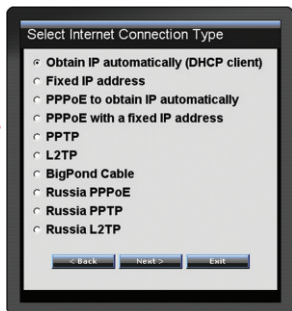 Select Internet Connection Type
Obtain IP automatically (DHCP client)
Fixed IP address
PPPoE to obtain IP automatically
PPPoE with a fixed IP address
PPTP
L2TP
BigPond Cable
Russia PPPoE
Russia PPTP
Russia L2TP
< Back Next > Exit